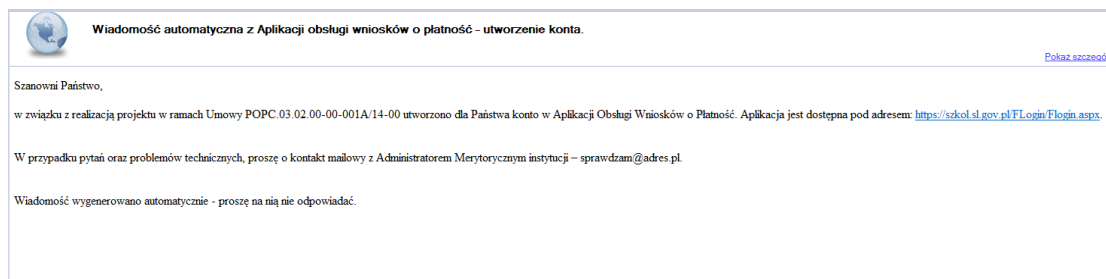 Wiadomość automatyczna z Aplikacji obsługi wniosków o płatność - utworzenie konta.
Pokaż szczegó
Szanowni Państwo,
w związku z realizacją projektu w ramach Umowy POPC.03.02.00-00-001A/14-00 utworzono dla Państwa konto w Aplikacji Obsługi Wniosków o Płatność. Aplikacja jest dostępna pod adresem: https://szkol.sl.gov.pl/FLogin/Flogin.aspx.
W przypadku pytań oraz problemów technicznych, proszę o kontakt mailowy z Administratorem Merytorycznym instytucji – sprawdzam@adres.pl.
Wiadomość wygenerowano automatycznie - proszę na nią nie odpowiadać.